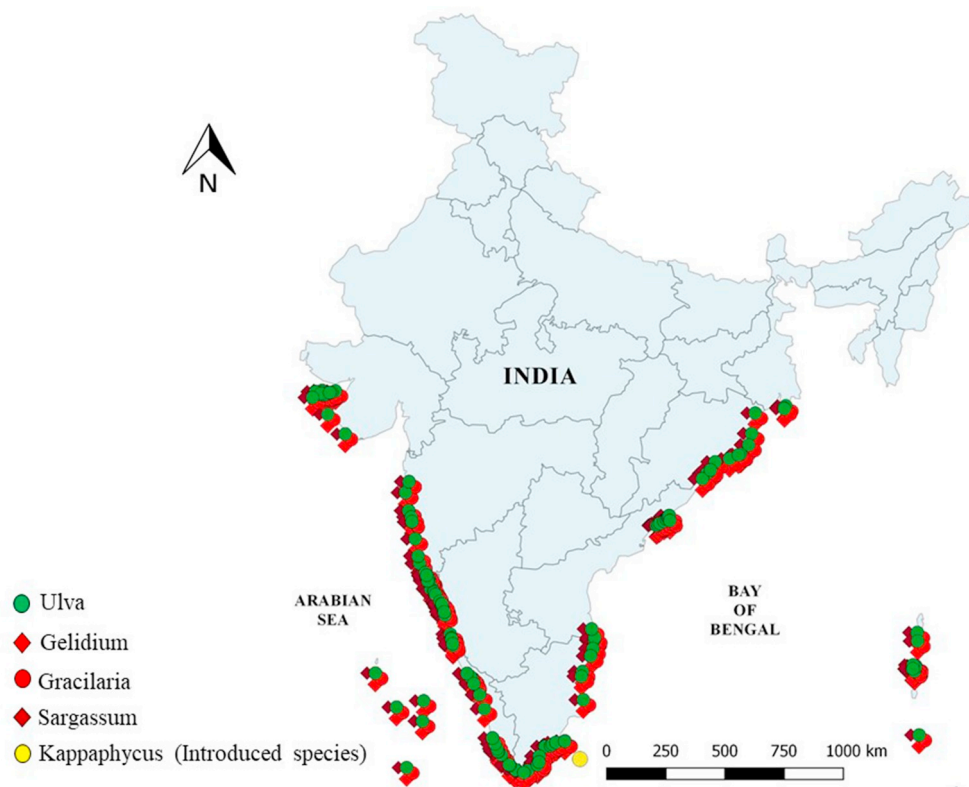 N
INDIA
ARABIAN
SEA
BAY
OF
BENGAL
Ulva
Gelidium
Gracilaria
Sargassum
Kappaphycus (Introduced species)
0 250 500 750 1000 km